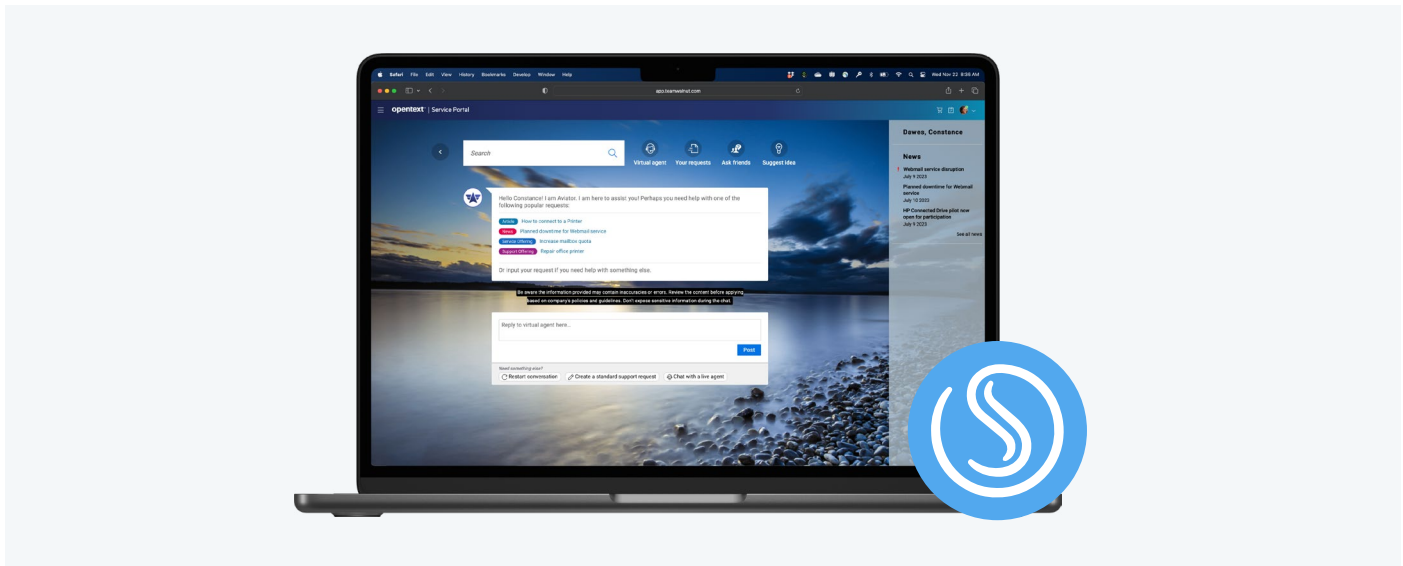 Safari File Edit View History Bookmarks Develop Window Help
Wed Nov 22 8:36 AM
app.teamwalnut.com
opentext™ | Service Portal
Search
Virtual agent Your requests Ask friends Suggest idea
Hello Constance! I am Aviator. I am here to assist you! Perhaps you need help with one of the
following popular requests:
Article How to connect to a Printer
News Planned downtime for Webmail service
Service Offering Increase mailbox quota
Support Offering Repair office printer
Or input your request if you need help with something else.
Be aware the information provided may contain inaccuracies or errors. Review the content before applying
based on company's policies and guidelines. Don't expose sensitive information during the chat.
Reply to virtual agent here...
Post
Need something else?
Restart conversation Create a standard support request Chat with a live agent
Constance
News
! Webmail service disruption
July 9 2023
Planned downtime for Webmail
service
July 10 2023
HP Connected Drive pilot now
open for participation
July 9 2023
See all news